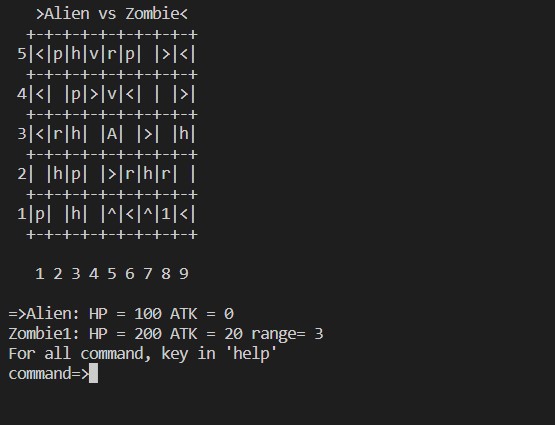 >Alien vs Zombie<
+-+-+-+-+-+-+-+-+-+
5|<|p|h|v|r|p| |>|<|
+-+-+-+-+-+-+-+-+-+
4|<| |p|>|v|<| | |>|
+-+-+-+-+-+-+-+-+-+
3|<|r|h| |A| |>| |h|
+-+-+-+-+-+-+-+-+-+
2| |h|p| |>|r|h|r| |
+-+-+-+-+-+-+-+-+-+
1|p| |h| |^|<|^|1|<|
+-+-+-+-+-+-+-+-+-+
1 2 3 4 5 6 7 8 9
=>Alien: HP = 100 ATK = 0
Zombie1: HP = 200 ATK = 20 range= 3
For all command, key in 'help'
command=>